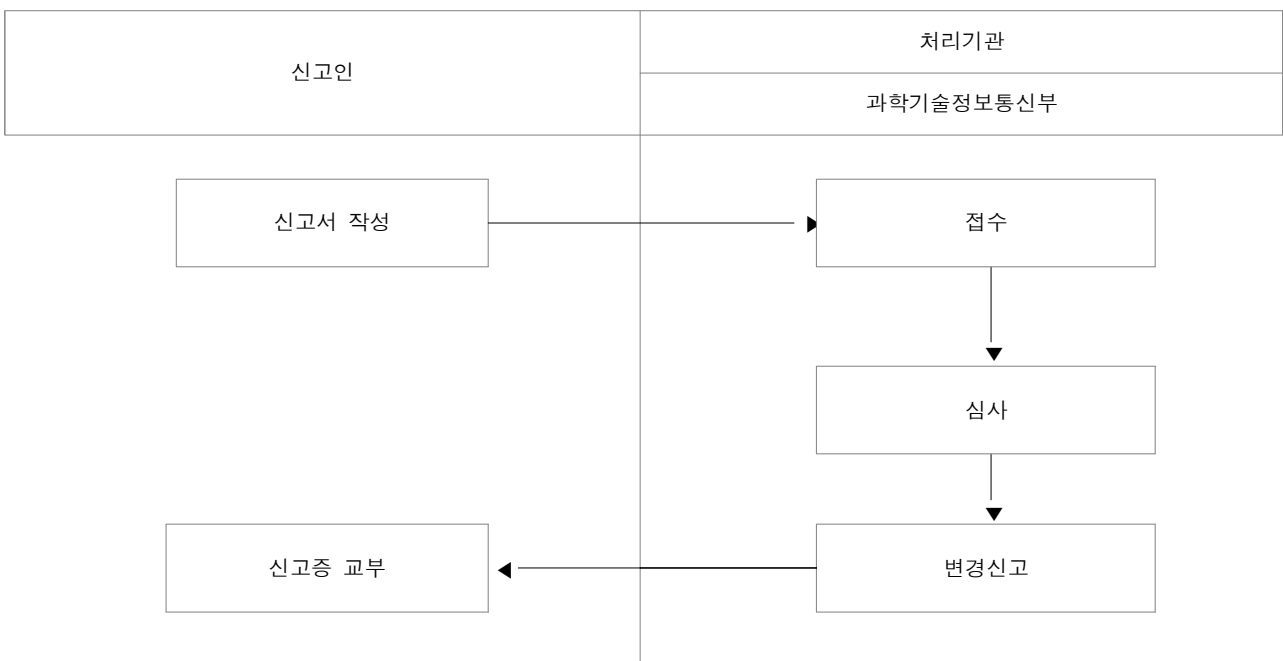 신고인
처리기관
과학기술정보통신부
신고서 작성
접수
심사
신고증 교부
변경신고